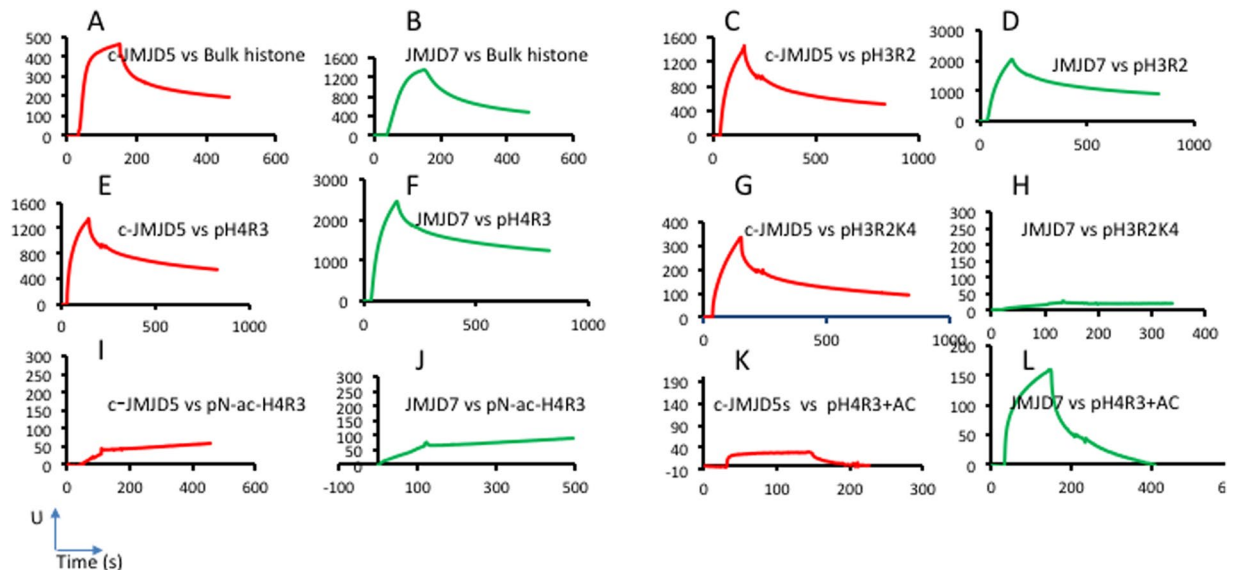 A
c-JMJD5 vs Bulk histone
500
400
300
200
100
0
0 200 400 600
B
JMJD7 vs Bulk histone
1600
1200
800
400
0
0 200 400 600
C
c-JMJD5 vs pH3R2
1600
1200
800
400
0
0 500 1000
D
JMJD7 vs pH3R2
3000
2000
1000
0
0 500 1000
E
c-JMJD5 vs pH4R3
1600
1200
800
400
0
0 500 1000
F
JMJD7 vs pH4R3
3000
2000
1000
0
0 500 1000
G
c-JMJD5 vs pH3R2K4
400
300
200
100
0
0 500 1000
H
JMJD7 vs pH3R2K4
300
250
200
150
100
50
0
0 100 200 300 400
I
c-JMJD5 vs pN-ac-H4R3
300
250
200
150
100
50
0
0 200 400 600
J
JMJD7 vs pN-ac-H4R3
300
250
200
150
100
50
0
-100 100 300 500
K
c-JMJD5s vs pH4R3+AC
190
140
90
40
-10
0 100 200 300
L
JMJD7 vs pH4R3+AC
200
150
100
50
0
0 200 400 6
U
Time (s)